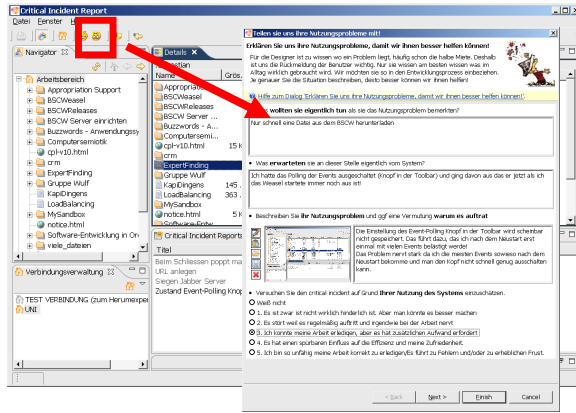 Critical Incident Report
Datei Fenster
Navigator
Arbeitsbereich
Appropriation Support
BSCWeasel
BSCWReleases
BSCW Server einrichten
Buzzwords - Anwendungssy
Computersemiotik
cpl-v10.html
crm
ExpertFinding
Gruppe Wulf
KapiDingens
LoadBalancing
MySandbox
notice.html
Software-Entwicklung in Or
viele_dateien
Verbindungsverwaltung
TEST VERBINDUNG (zum Herumexpe
UNI
Details
Name Grös
BSCWeasel
BSCWReleases
BSCW Server ...
Buzzwords - A...
Computersemi...
cpl-v10.html 15 K
crm
ExpertFinding
Gruppe Wulf
KapiDingens 145 .
LoadBalancing 363 .
MySandbox
notice.html 5 K
Critical Incident Reports
Titel
Beim Schliessen poppt ma
URL anlegen
Siegen Jabber Server
Zustand Event-Polling Knop
Teilen sie uns ihre Nutzungsprobleme mit!
Erklären Sie uns ihre Nutzungsprobleme, damit wir ihnen besser helfen können!
Für die Designer ist zu wissen wo ein Problem liegt, häufig schon die halbe Miete. Deshalb
ist uns die Rückmeldung der Benutzer wichtig. Nur sie wissen am besten wissen was im
Alltag wirklich gebraucht wird. Wir möchten sie so in den Entwicklungsprozess einbeziehen.
Je genauer Sie die Situation beschreiben, desto besser können wir Ihnen helfen!
Hilfe zum Dialog 'Erklären Sie uns ihre Nutzungsprobleme, damit wir ihnen besser helfen können!'.
wollten sie eigentlich tun als sie das Nutzungsproblem bemerkten?
Nur schnell eine Datei aus dem BSCW herunterladen
Was erwarteten sie an dieser Stelle eigentlich vom System?
Ich hatte das Polling der Events ausgeschaltet (Knopf in der Toolbar) und ging davon aus das er jetzt als ich
das Weasel startete immer noch aus ist!
Beschreiben Sie ihr Nutzungsproblem und ggf eine Vermutung warum es auftrat
Die Einstellung des Event-Polling Knopf in der Toolbar wird scheinbar
nicht gespeichert. Das führt dazu, das ich nach dem Neustart erst
einmal mit vielen Events belästigt werde!
Das Problem nervt stark da ich die meisten Events sowieso nach dem
Neustart bekomme und man den Kopf nicht schnell genug ausschalten
kann.
Versuchen Sie den critical incident auf Grund Ihrer Nutzung des Systems einzuschätzen.
Weiß nicht
1. Es ist zwar ist nicht wirklich hinderlich ist. Aber man könnte es besser machen
2. Es stört weil es regelmäßig auftritt und irgendwie bei der Arbeit nervt
3. Ich konnte meine Arbeit erledigen, aber es hat zusätzlichen Aufwand erfordert
4. Es hat einen spürbaren Einfluss auf die Effizienz und meine Zufriedenheit.
5. Ich bin so unfähig meine Arbeit korrekt zu erledigen/Es führt zu Fehlern und/oder zu erheblichen Frust.
< Back Next > Finish Cancel